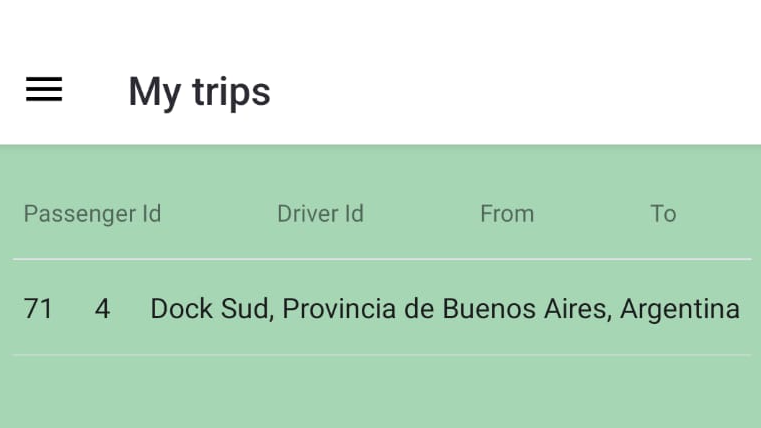 My trips
Passenger Id Driver Id From To
71 4 Dock Sud, Provincia de Buenos Aires, Argentina